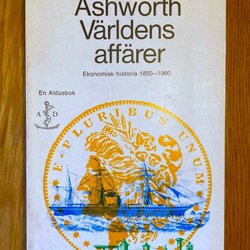 Ashworth
Världens
affärer
Ekonomisk historia 1850-1960
En Aldusbok
A D
E·PLURIBUS·UNUM